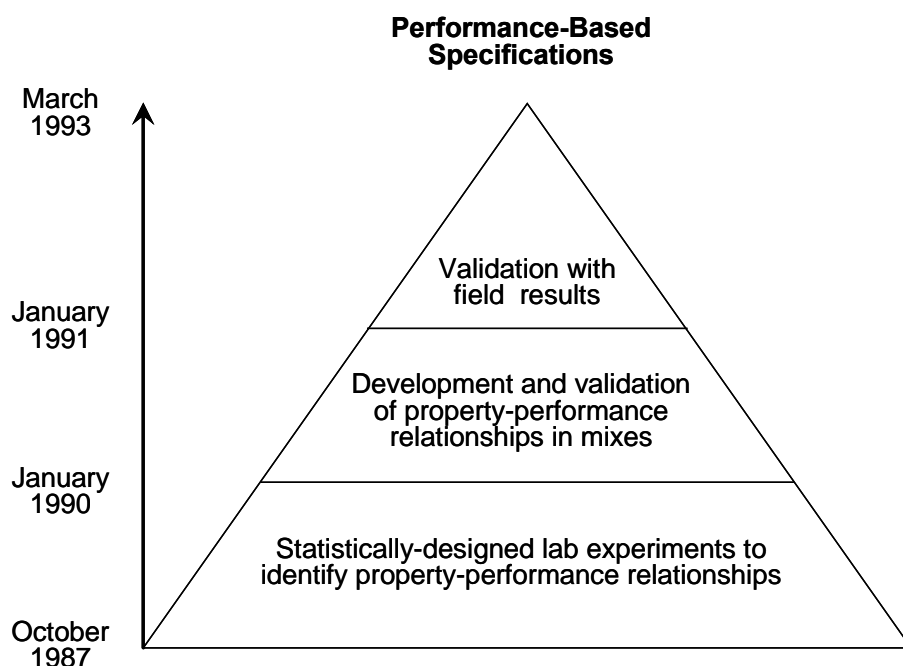 Performance-Based
Specifications
March
1993
Validation with
field results
January
1991
Development and validation
of property-performance
relationships in mixes
January
1990
Statistically-designed lab experiments to
identify property-performance relationships
October
1987